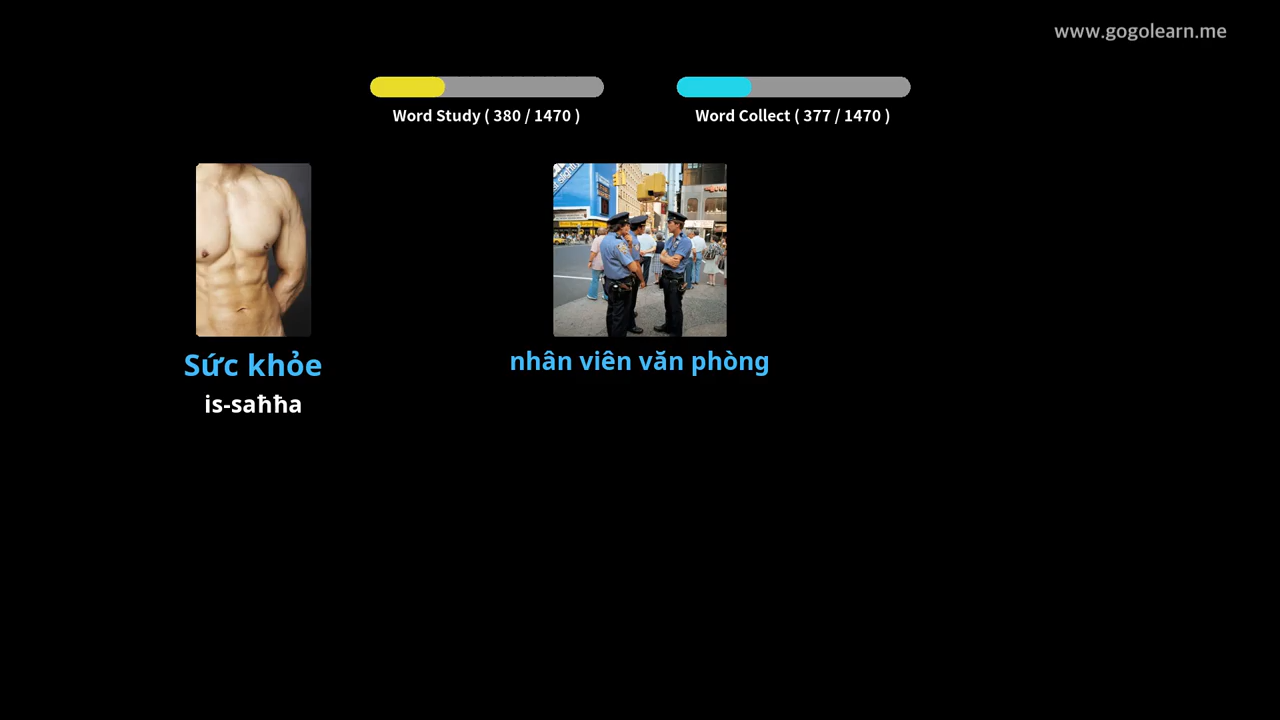 www.gogolearn.me
Word Study ( 380 / 1470 )
Word Collect ( 377 / 1470 )
Sức khỏe
is-saħħa
nhân viên văn phòng